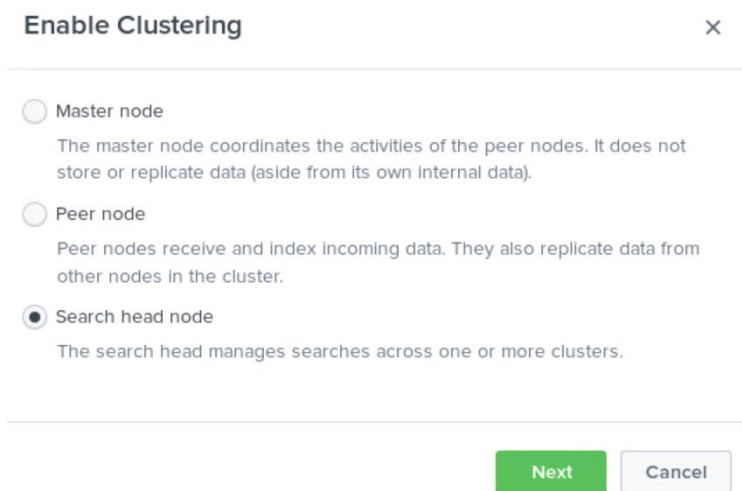 Enable Clustering
Master node
The master node coordinates the activities of the peer nodes. It does not
store or replicate data (aside from its own internal data).
Peer node
Peer nodes receive and index incoming data. They also replicate data from
other nodes in the cluster.
Search head node
The search head manages searches across one or more clusters.
Next Cancel